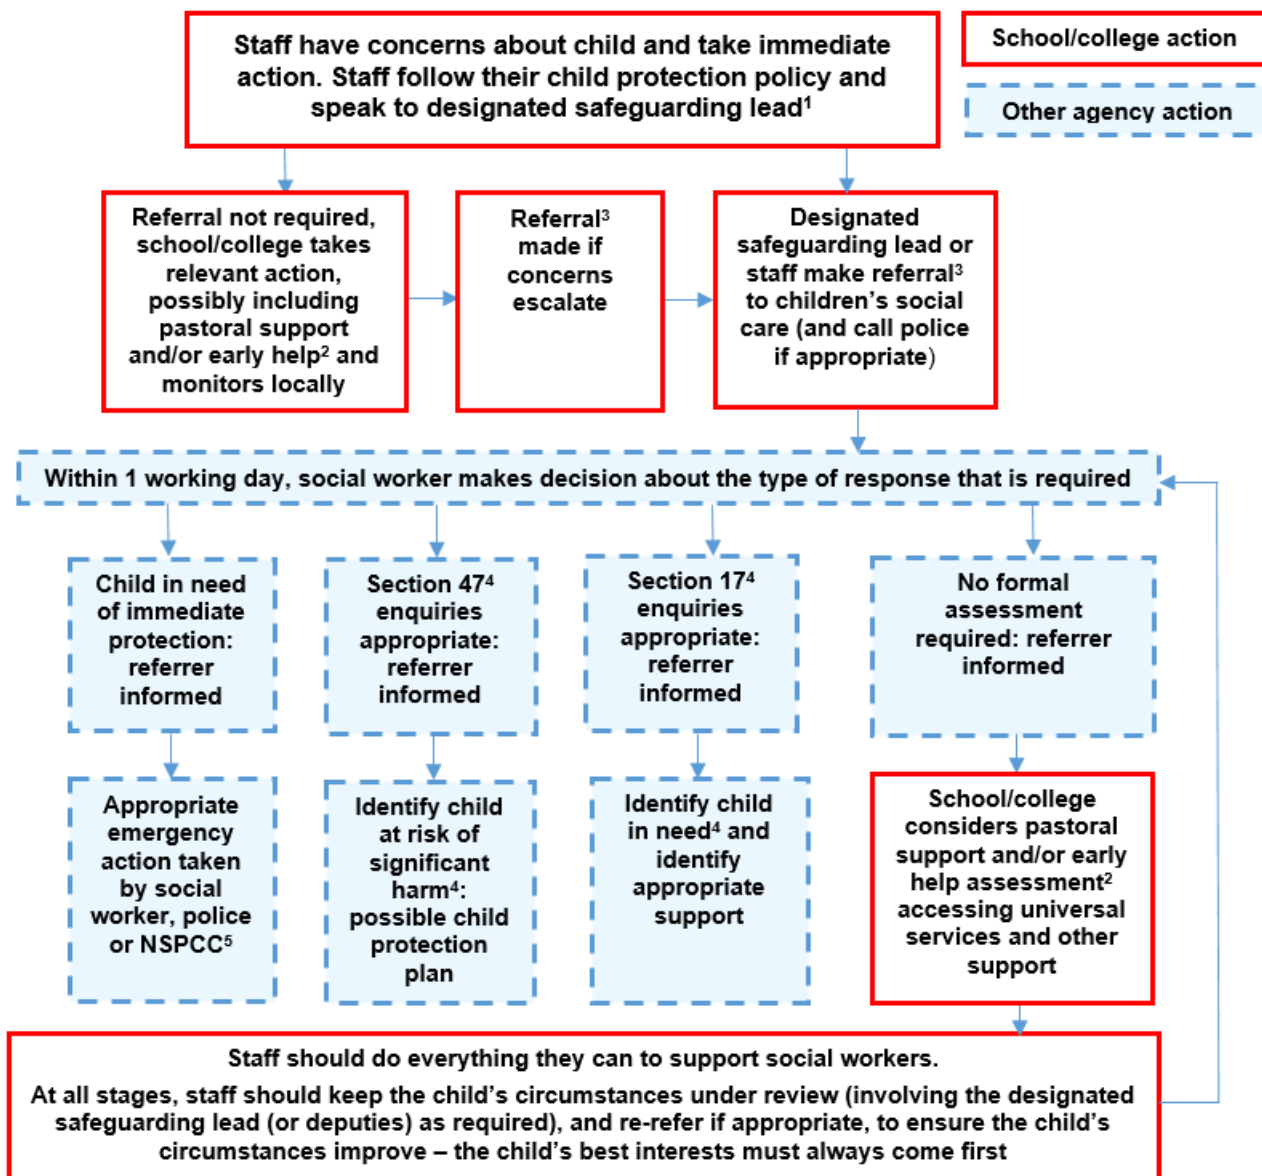 Staff have concerns about child and take immediate
action. Staff follow their child protection policy and
speak to designated safeguarding lead¹
School/college action
Other agency action
Referral not required,
school/college takes
relevant action,
possibly including
pastoral support
and/or early help² and
monitors locally
Referral³
made if
concerns
escalate
Designated
safeguarding lead or
staff make referral³
to children’s social
care (and call police
if appropriate)
Within 1 working day, social worker makes decision about the type of response that is required
Child in need
of immediate
protection:
referrer
informed
Section 47⁴
enquiries
appropriate:
referrer
informed
Section 17⁴
enquiries
appropriate:
referrer
informed
No formal
assessment
required: referrer
informed
Appropriate
emergency
action taken
by social
worker, police
or NSPCC⁵
Identify child
at risk of
significant
harm⁴:
possible child
protection
plan
Identify child
in need⁴ and
identify
appropriate
support
School/college
considers pastoral
support and/or early
help assessment²
accessing universal
services and other
support
Staff should do everything they can to support social workers.
At all stages, staff should keep the child’s circumstances under review (involving the designated
safeguarding lead (or deputies) as required), and re-refer if appropriate, to ensure the child’s
circumstances improve – the child’s best interests must always come first